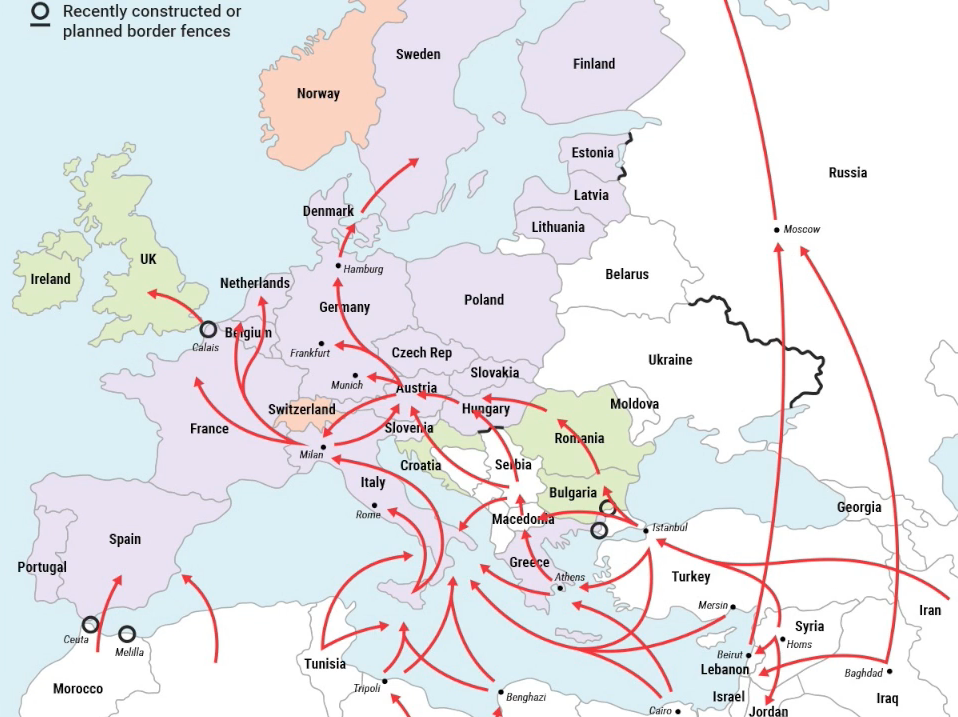 Recently constructed or
planned border fences
Sweden
Finland
Norway
Estonia
Russia
Latvia
Denmark
Lithuania
Moscow
UK
Hamburg
Belarus
Ireland
Netherlands
Germany
Poland
Belgium
Calais
Frankfurt
Czech Rep
Ukraine
Slovakia
Munich
Austria
Switzerland
Hungary
Moldova
France
Slovenia
Romania
Milan
Croatia
Serbia
Italy
Bulgaria
Rome
Georgia
Macedonia
Istanbul
Spain
Portugal
Greece
Athens
Turkey
Mersin
Iran
Ceuta
Melilla
Syria
Homs
Beirut
Tunisia
Lebanon
Baghdad
Morocco
Tripoli
Benghazi
Israel
Iraq
Cairo
Jordan